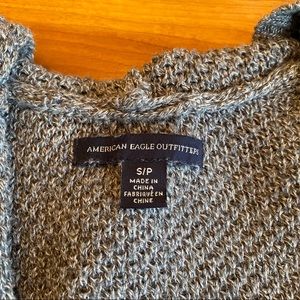 AMERICAN EAGLE OUTFITTERS
S/P
MADE IN
CHINA
FABRIQUÉ EN
CHINE